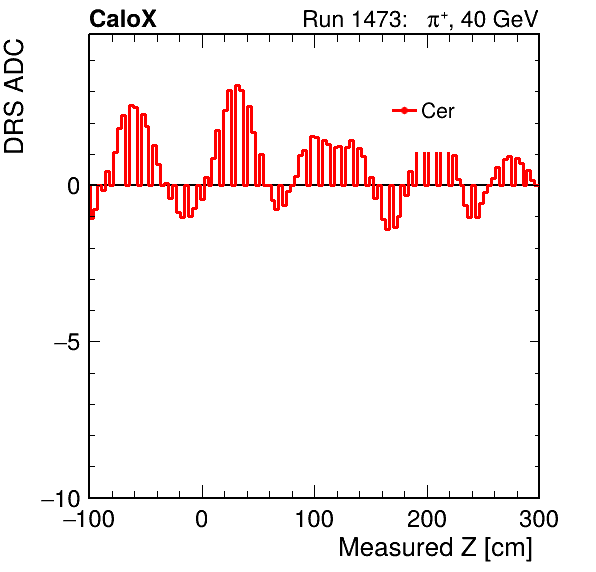 CaloX Run 1473: π⁺, 40 GeV
DRS ADC
Cer
0
−5
−10
−100 0 100 200 300
Measured Z [cm]